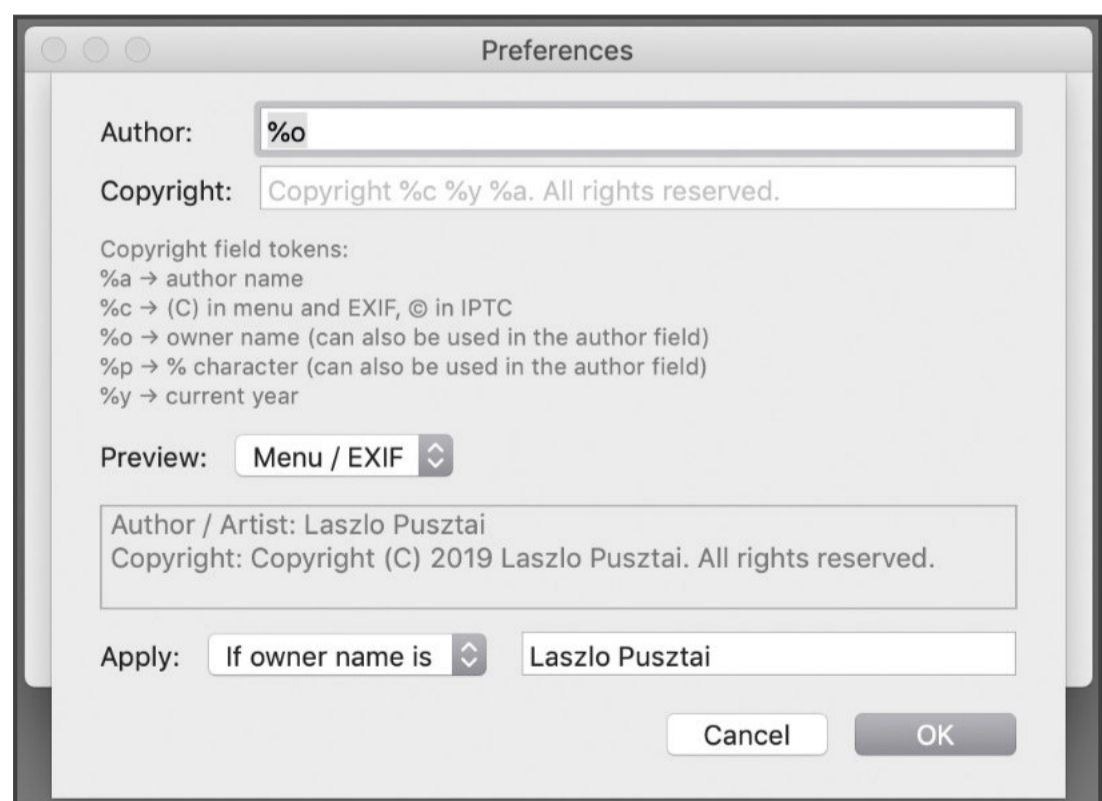 Preferences
Author: %o
Copyright: Copyright %c %y %a. All rights reserved.
Copyright field tokens:
%a → author name
%c → (C) in menu and EXIF, © in IPTC
%o → owner name (can also be used in the author field)
%p → % character (can also be used in the author field)
%y → current year
Preview: Menu / EXIF
Author / Artist: Laszlo Pusztai
Copyright: Copyright (C) 2019 Laszlo Pusztai. All rights reserved.
Apply: If owner name is Laszlo Pusztai
Cancel OK